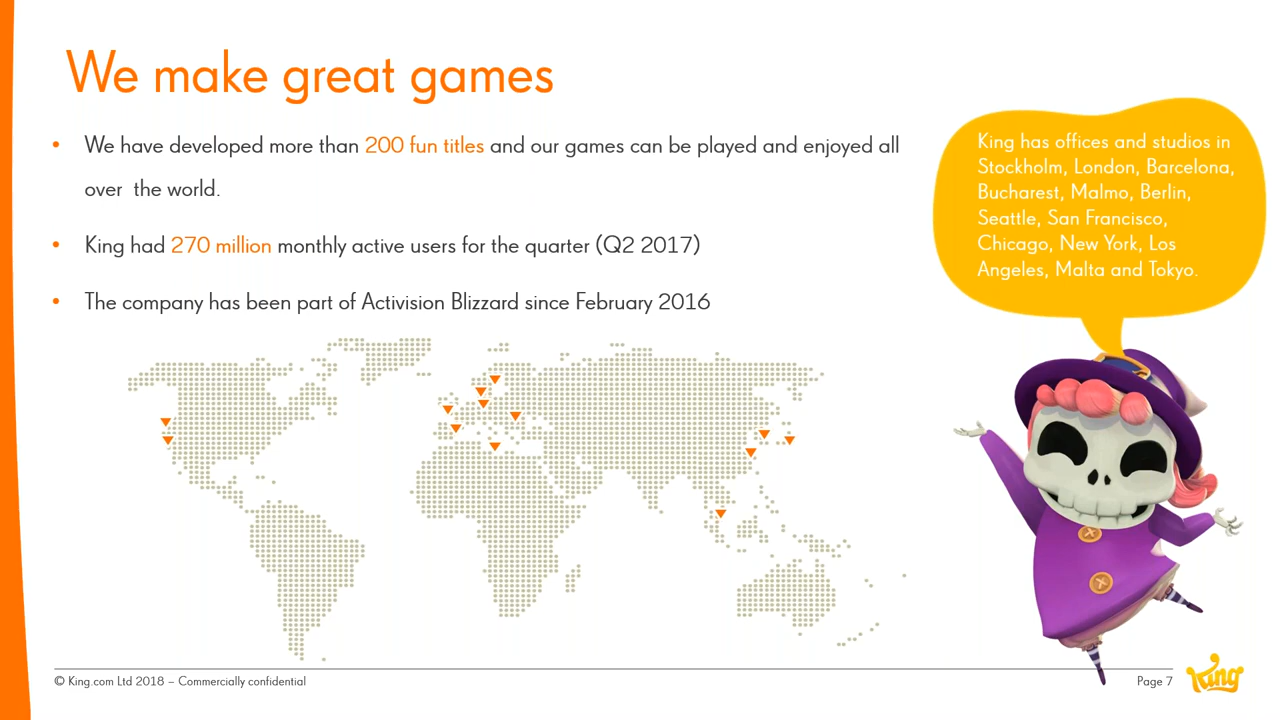 We make great games
• We have developed more than 200 fun titles and our games can be played and enjoyed all
over the world.
• King had 270 million monthly active users for the quarter (Q2 2017)
• The company has been part of Activision Blizzard since February 2016
King has offices and studios in
Stockholm, London, Barcelona,
Bucharest, Malmo, Berlin,
Seattle, San Francisco,
Chicago, New York, Los
Angeles, Malta and Tokyo.
© King.com Ltd 2018 – Commercially confidential
Page 7
King